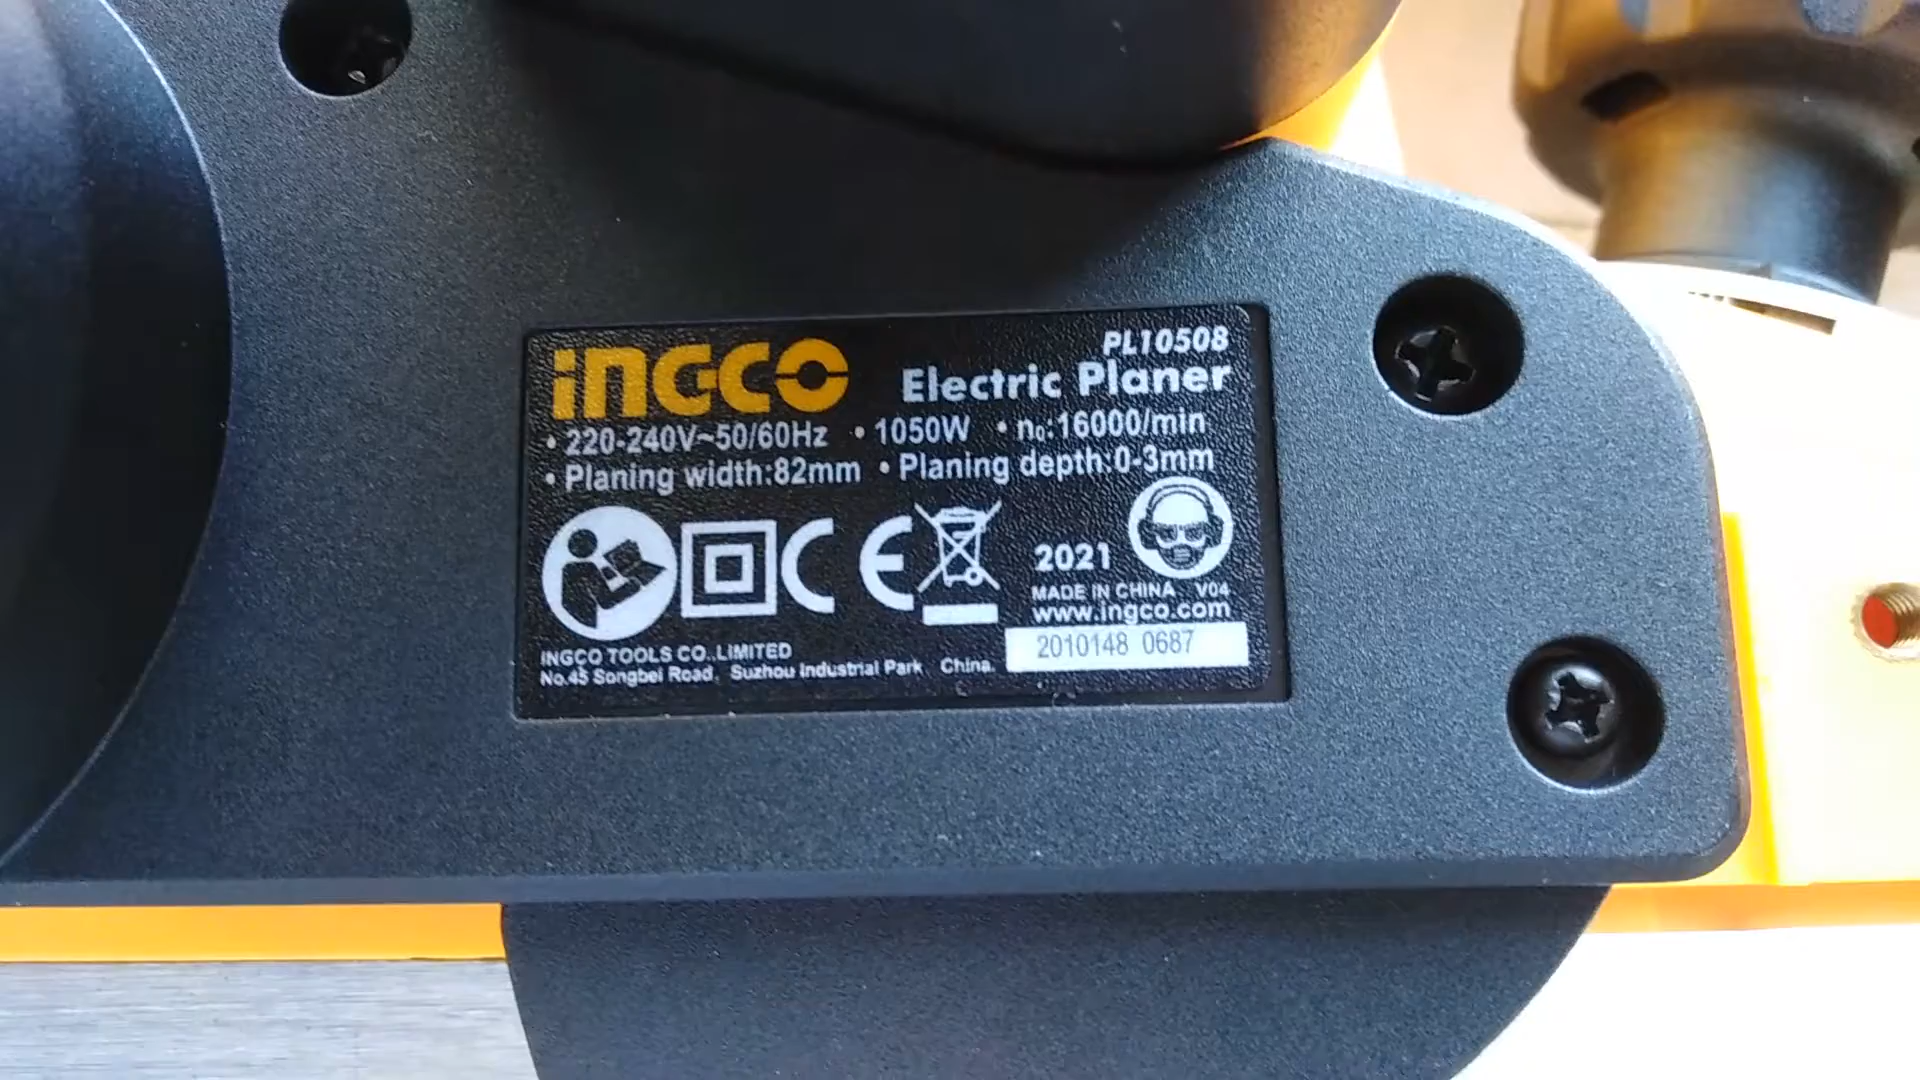 INGCO
PL10508
Electric Planer
• 220-240V~50/60Hz • 1050W • n₀:16000/min
• Planing width:82mm • Planing depth:0-3mm
CE
2021
MADE IN CHINA V04
www.ingco.com
2010148 0687
INGCO TOOLS CO.,LIMITED
No.45 Songbei Road, Suzhou Industrial Park China.